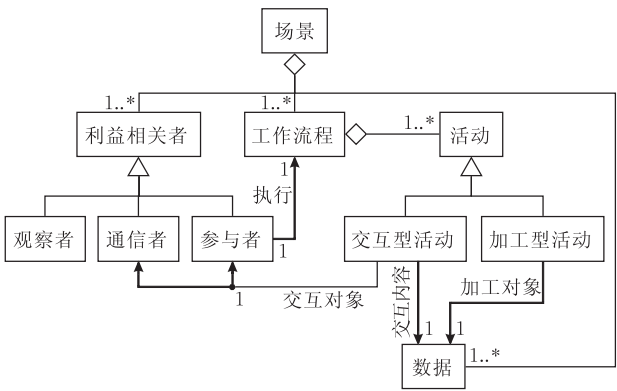 场景
1..*
1..*
利益相关者
工作流程
1..*
活动
1
执行
观察者
通信者
参与者
1
交互型活动
加工型活动
1
交互对象
交互内容
1
加工对象
1
数据
1..*